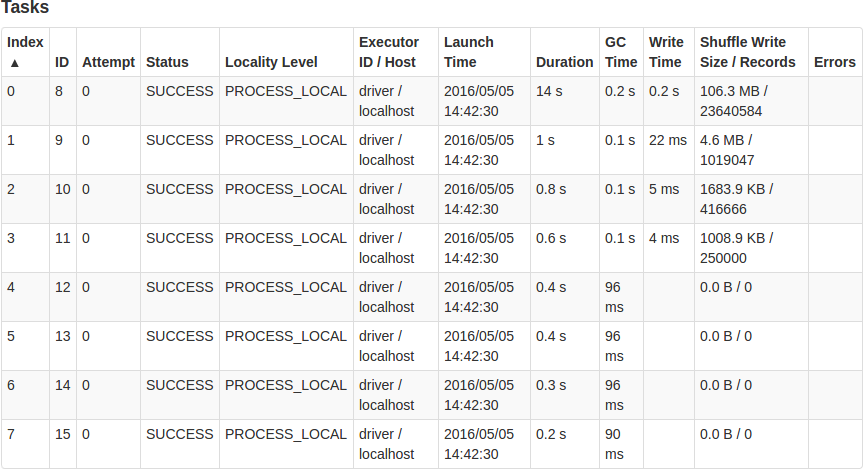 Tasks
Index ▲ ID Attempt Status Locality Level Executor ID / Host Launch Time Duration GC Time Write Time Shuffle Write Size / Records Errors
0 8 0 SUCCESS PROCESS_LOCAL driver / localhost 2016/05/05 14:42:30 14 s 0.2 s 0.2 s 106.3 MB / 23640584
1 9 0 SUCCESS PROCESS_LOCAL driver / localhost 2016/05/05 14:42:30 1 s 0.1 s 22 ms 4.6 MB / 1019047
2 10 0 SUCCESS PROCESS_LOCAL driver / localhost 2016/05/05 14:42:30 0.8 s 0.1 s 5 ms 1683.9 KB / 416666
3 11 0 SUCCESS PROCESS_LOCAL driver / localhost 2016/05/05 14:42:30 0.6 s 0.1 s 4 ms 1008.9 KB / 250000
4 12 0 SUCCESS PROCESS_LOCAL driver / localhost 2016/05/05 14:42:30 0.4 s 96 ms 0.0 B / 0
5 13 0 SUCCESS PROCESS_LOCAL driver / localhost 2016/05/05 14:42:30 0.4 s 96 ms 0.0 B / 0
6 14 0 SUCCESS PROCESS_LOCAL driver / localhost 2016/05/05 14:42:30 0.3 s 96 ms 0.0 B / 0
7 15 0 SUCCESS PROCESS_LOCAL driver / localhost 2016/05/05 14:42:30 0.2 s 90 ms 0.0 B / 0